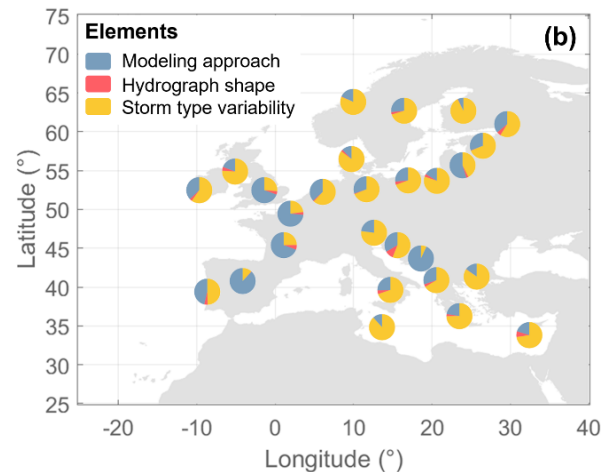 75
70
65
60
55
50
45
40
35
30
25
Latitude (°)
Elements
Modeling approach
Hydrograph shape
Storm type variability
(b)
-20
-10
0
10
20
30
40
Longitude (°)